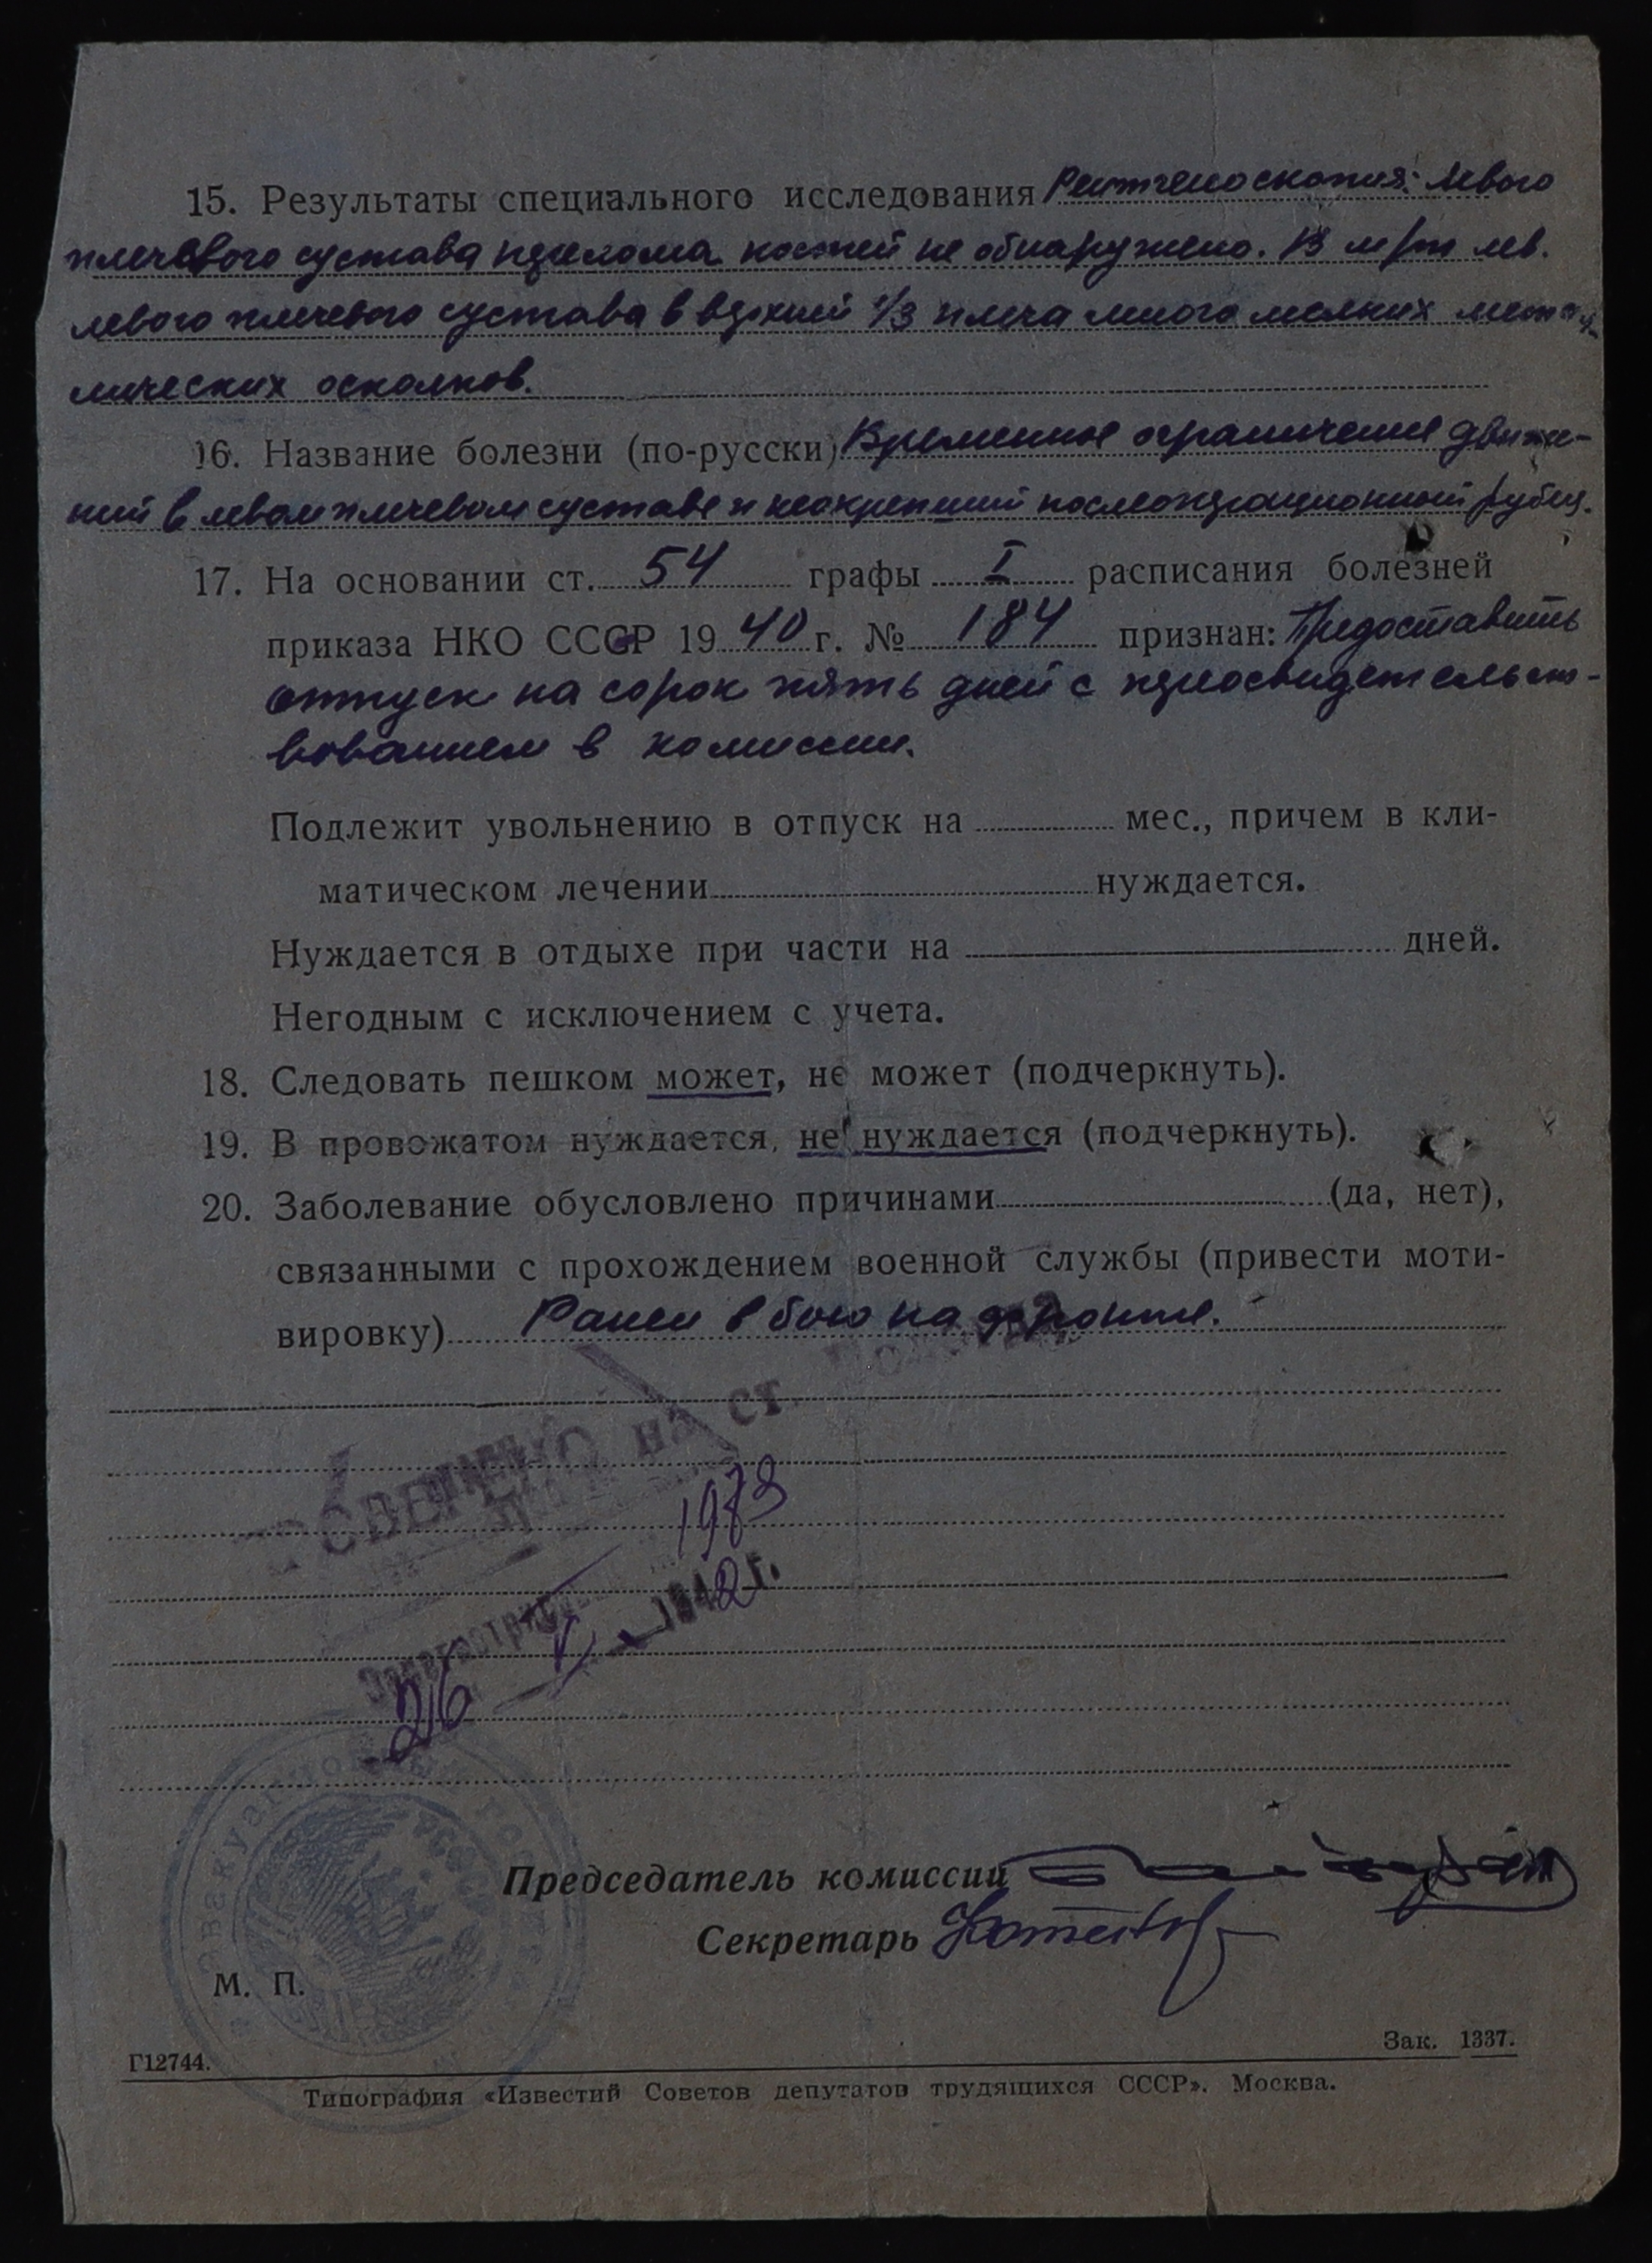 15. Результаты специального исследования Рентгеноскопия: левого
плечевого сустава перелома костей не обнаружено. В м/т лев.
левого плечевого сустава в верхней 1/3 плеча много мелких метал-
лических осколков.
16. Название болезни (по-русски) Временное ограничение движе-
ний в левом плечевом суставе и неокрепший послеоперационный рубец.
17. На основании ст. 54 графы I расписания болезней
приказа НКО СССР 1940 г. № 184 признан: Предоставить
отпуск на сорок пять дней с переосвидетельст-
вованием в комиссии.
Подлежит увольнению в отпуск на мес., причем в кли-
матическом лечении нуждается.
Нуждается в отдыхе при части на дней.
Негодным с исключением с учета.
18. Следовать пешком может, не может (подчеркнуть).
19. В провожатом нуждается, не нуждается (подчеркнуть).
20. Заболевание обусловлено причинами (да, нет),
связанными с прохождением военной службы (привести моти-
вировку) Ранен в бою на фронте.
на ст.
1942 г.
26
Председатель комиссии
Секретарь
М. П.
Г12744.
Зак. 1337.
Типография «Известий Советов депутатов трудящихся СССР». Москва.